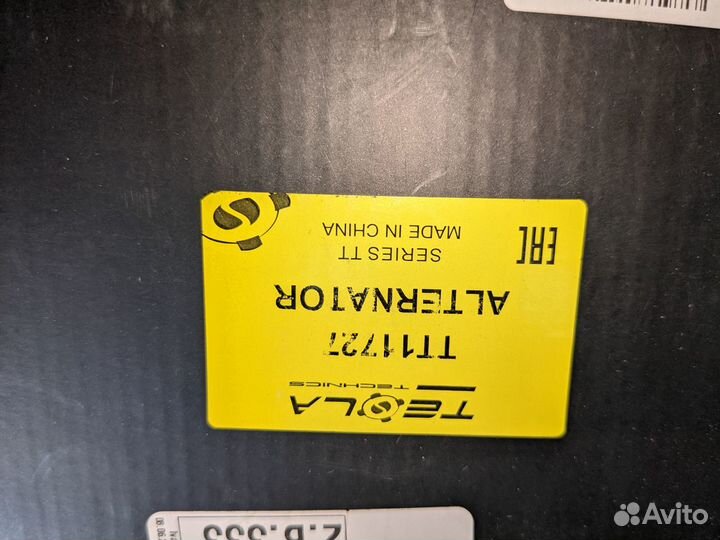 TESLA
TECHNICS
TT11727
ALTERNATOR
SERIES TT
MADE IN CHINA
EAC
Avito